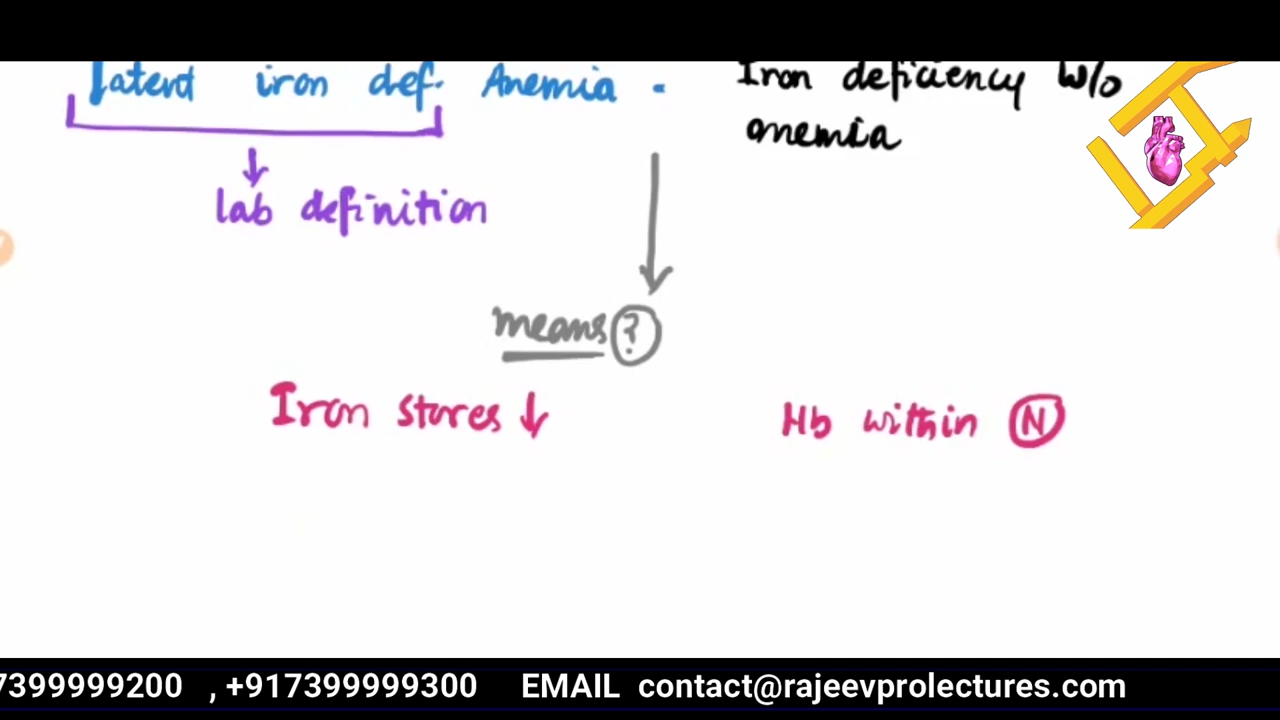 latent iron def. Anemia - Iron deficiency w/o
anemia
lab definition
means ?
Iron stores ↓ Hb within N
7399999200 , +917399999300 EMAIL contact@rajeevprolectures.com